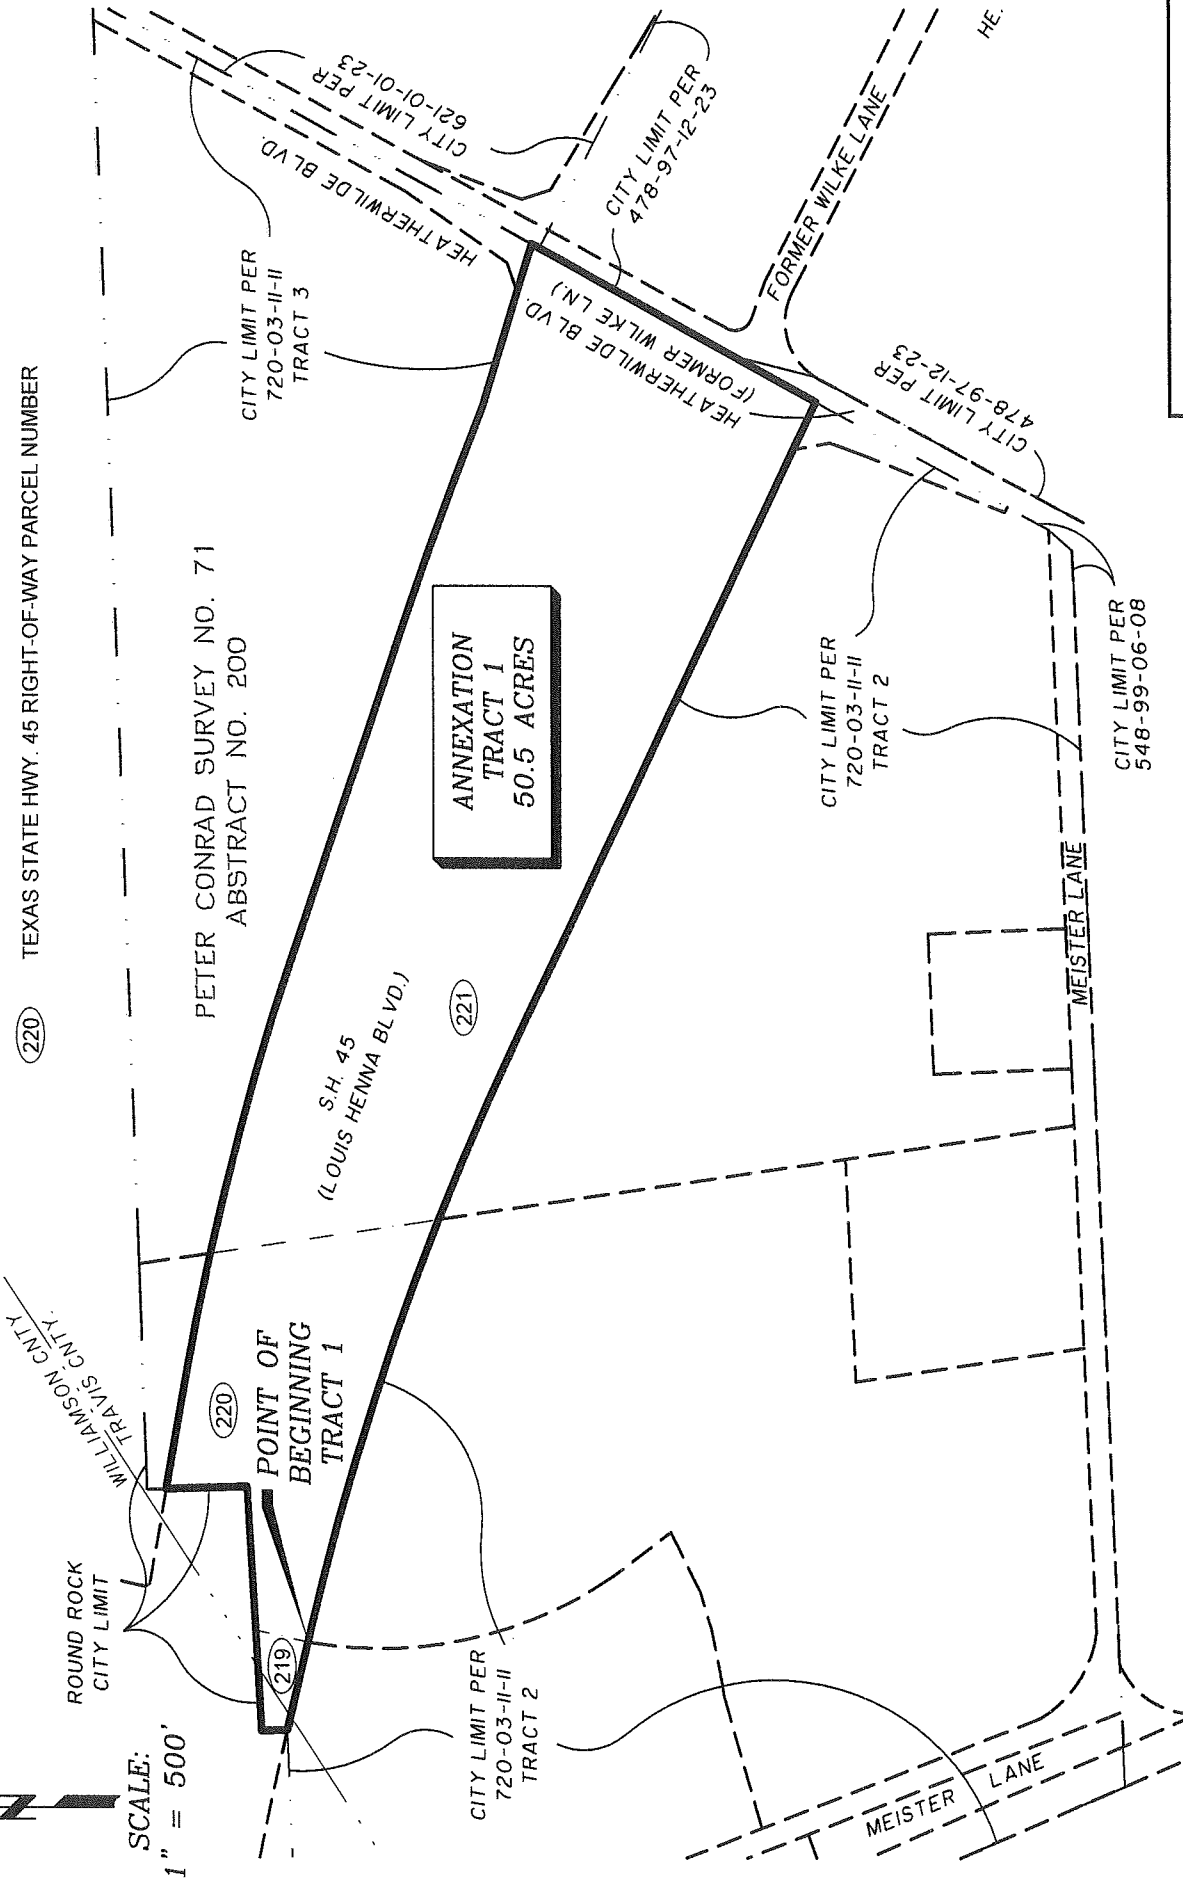 220 TEXAS STATE HWY. 45 RIGHT-OF-WAY PARCEL NUMBER
N
SCALE:
1" = 500'
ROUND ROCK
CITY LIMIT
WILLIAMSON CNTY
TRAVIS CNTY.
PETER CONRAD SURVEY NO. 71
ABSTRACT NO. 200
CITY LIMIT PER
720-03-11-11
TRACT 3
HEATHERWILDE BLVD.
CITY LIMIT PER
621-01-01-23
CITY LIMIT PER
478-97-12-23
220
POINT OF
BEGINNING
TRACT 1
219
S.H. 45
(LOUIS HENNA BLVD.)
221
ANNEXATION
TRACT 1
50.5 ACRES
HEATHERWILDE BLVD.
(FORMER WILKE LN.)
FORMER WILKE LANE
HE.
CITY LIMIT PER
478-97-12-23
CITY LIMIT PER
720-03-11-11
TRACT 2
CITY LIMIT PER
720-03-11-11
TRACT 2
CITY LIMIT PER
548-99-06-08
MEISTER LANE
MEISTER LANE